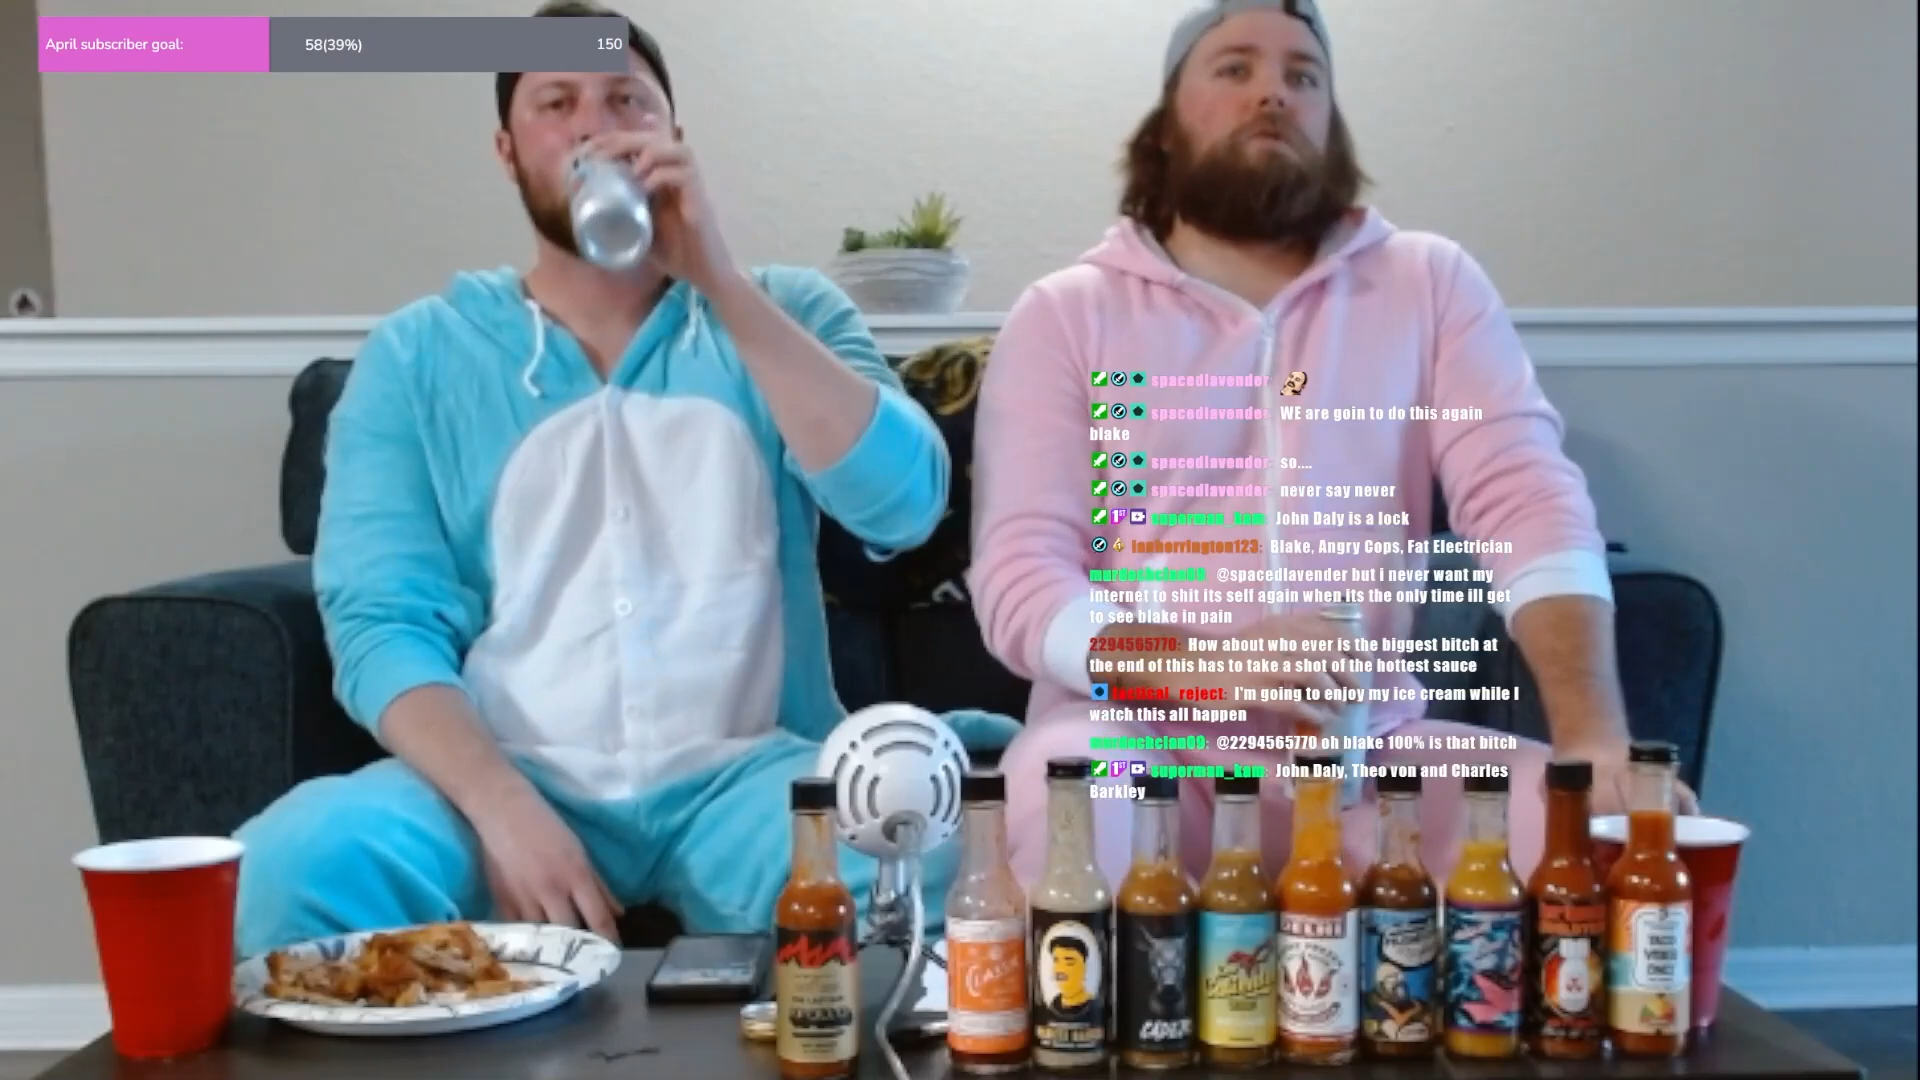 April subscriber goal: 58(39%) 150
spacedlavender:
spacedlavender: WE are goin to do this again
blake
spacedlavender: so....
spacedlavender: never say never
superman_kam: John Daly is a lock
ianherrington123: Blake, Angry Cops, Fat Electrician
murdochclan09: @spacedlavender but i never want my
internet to shit its self again when its the only time ill get
to see blake in pain
2294565770: How about who ever is the biggest bitch at
the end of this has to take a shot of the hottest sauce
tactical_reject: I'm going to enjoy my ice cream while I
watch this all happen
murdochclan09: @2294565770 oh blake 100% is that bitch
superman_kam: John Daly, Theo von and Charles
Barkley
CLASSIC